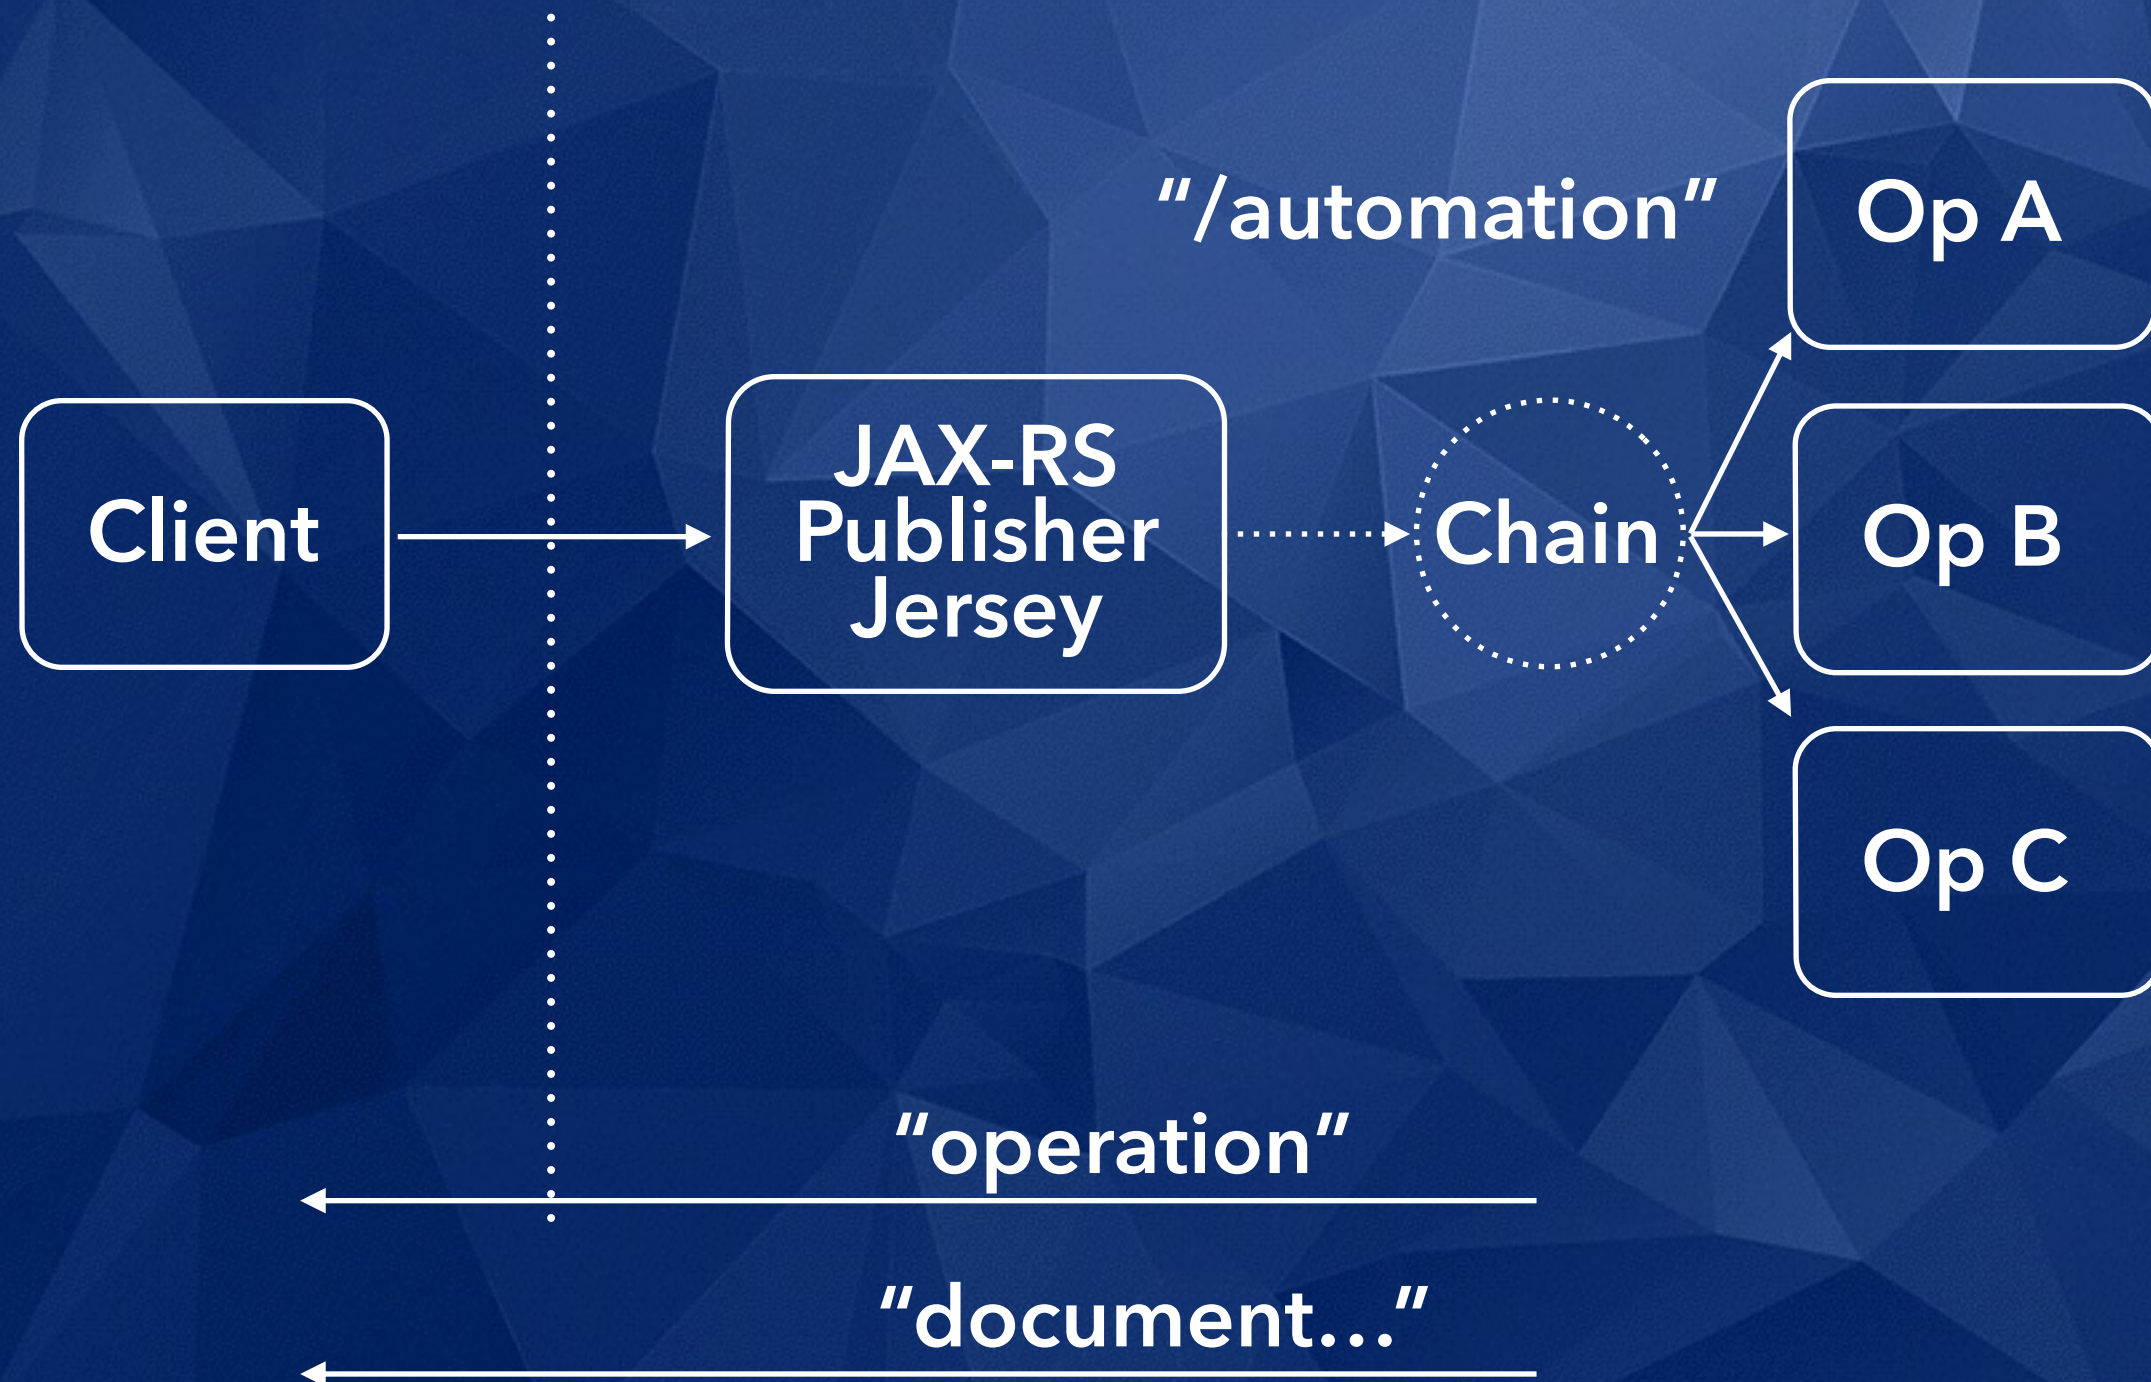 "/automation"
Op A
Client
JAX-RS
Publisher
Jersey
Chain
Op B
Op C
"operation"
"document..."